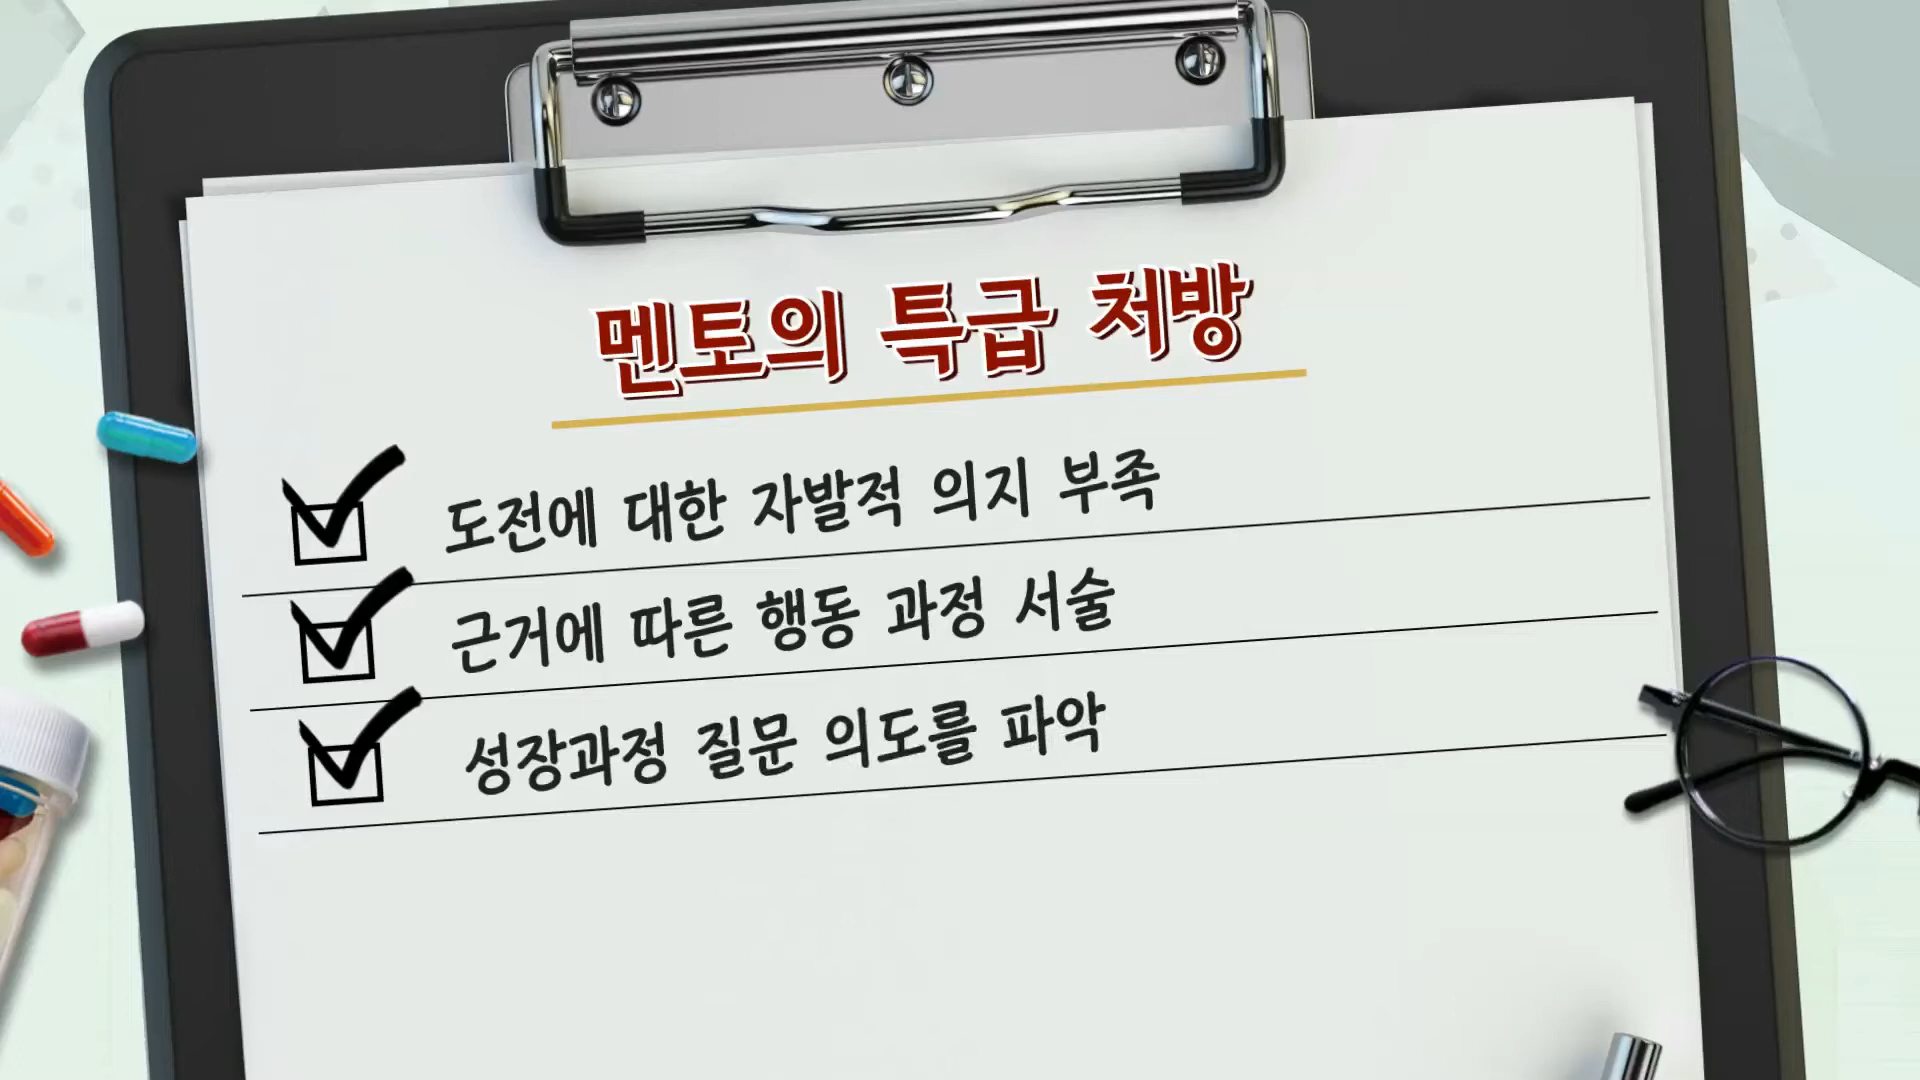 멘토의 특급 처방
도전에 대한 자발적 의지 부족
근거에 따른 행동 과정 서술
성장과정 질문 의도를 파악